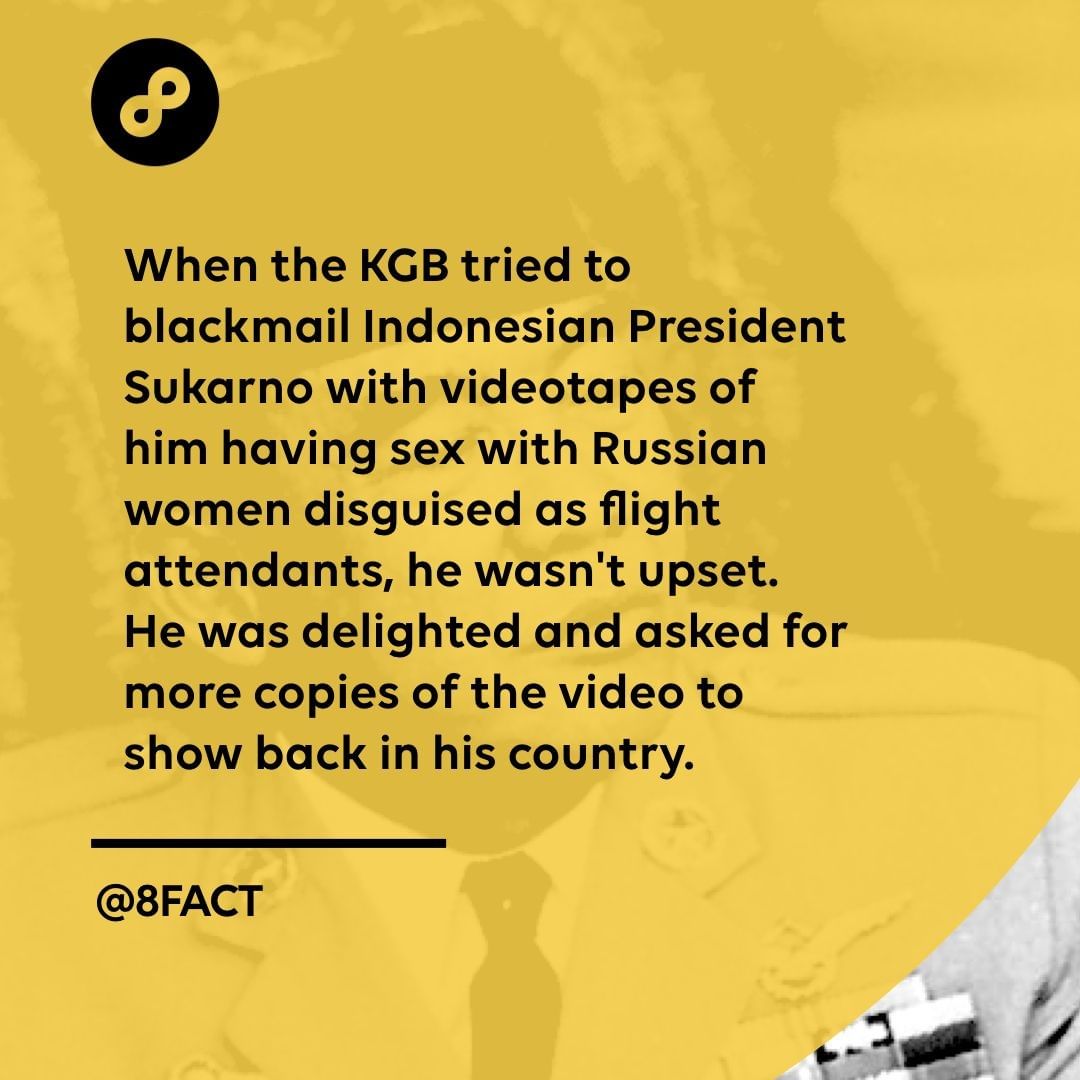 When the KGB tried to
blackmail Indonesian President
Sukarno with videotapes of
him having sex with Russian
women disguised as flight
attendants, he wasn't upset.
He was delighted and asked for
more copies of the video to
show back in his country.
@8FACT